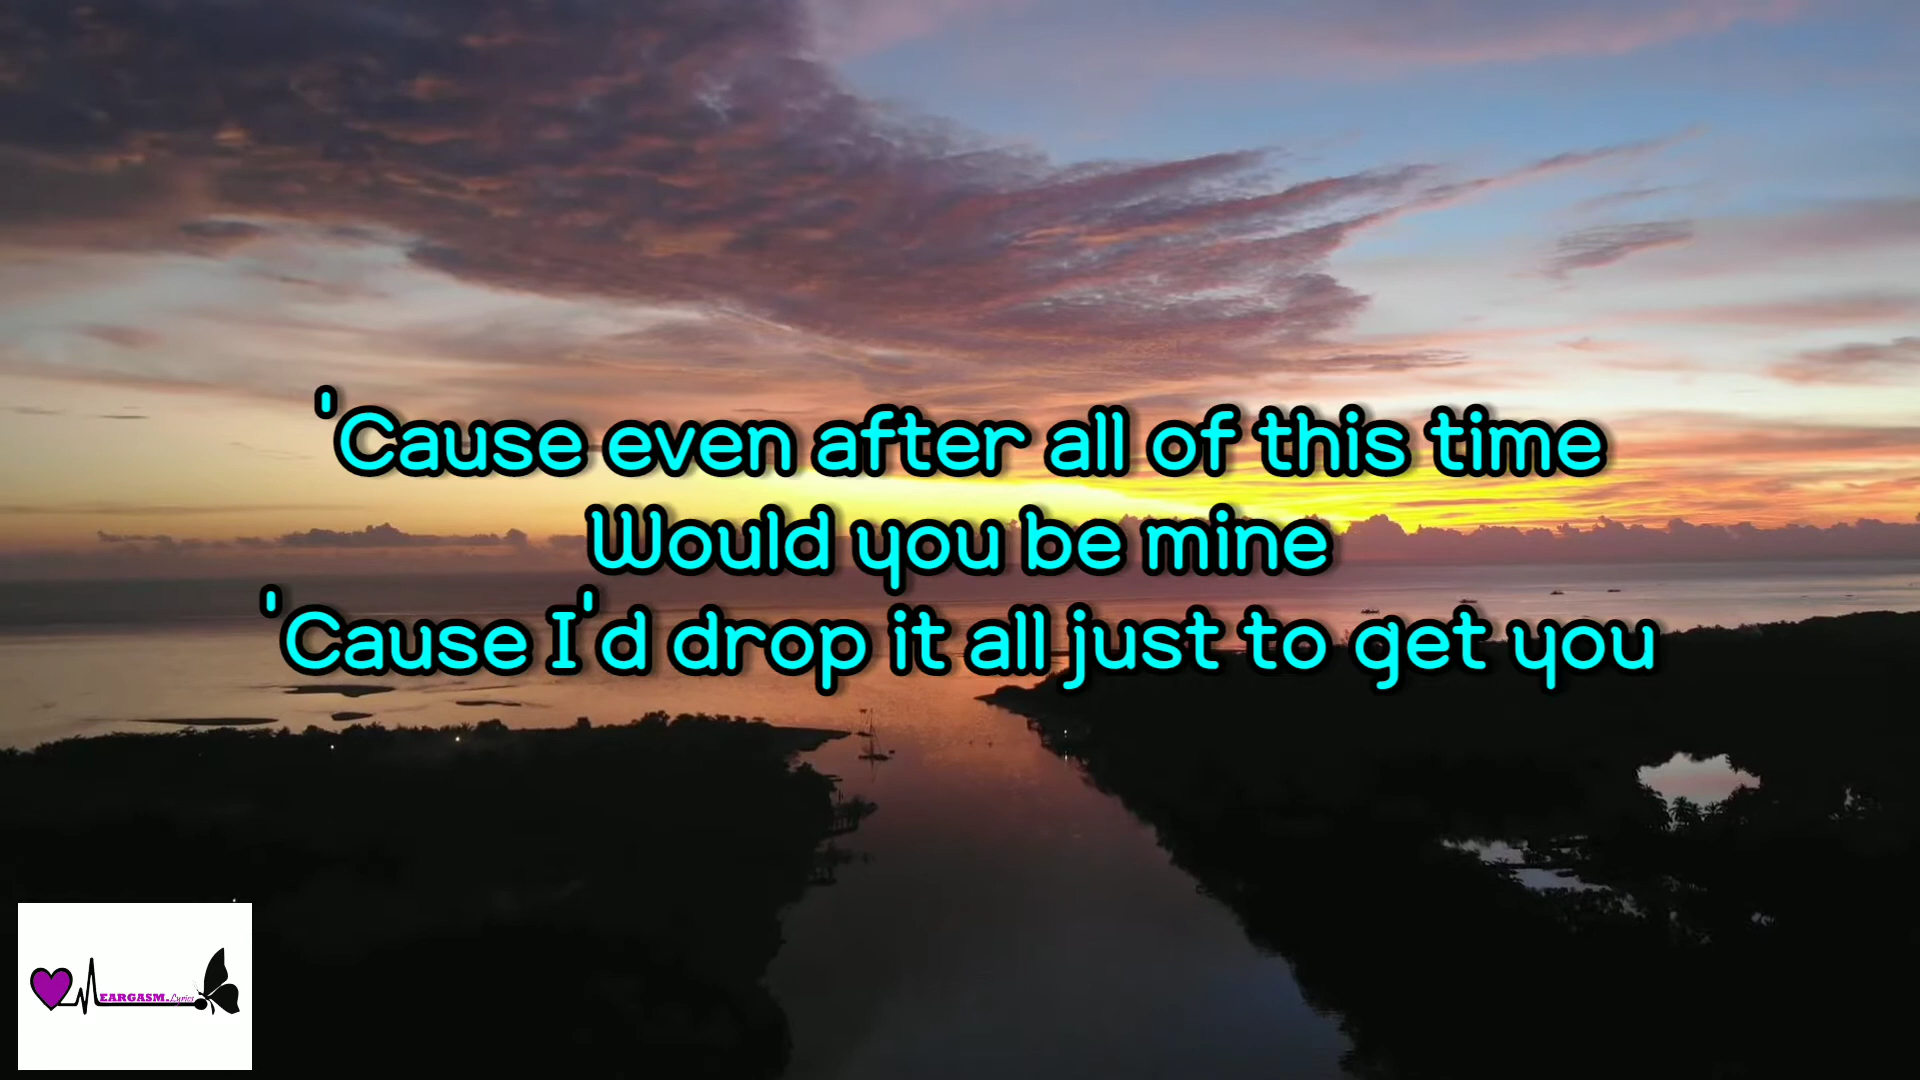 'Cause even after all of this time
Would you be mine
'Cause I'd drop it all just to get you
EARGASM.Lyrics